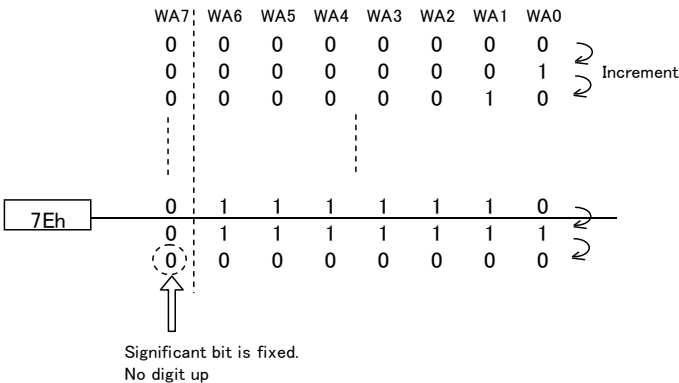 WA7 WA6 WA5 WA4 WA3 WA2 WA1 WA0
0 0 0 0 0 0 0 0
0 0 0 0 0 0 0 1 Increment
0 0 0 0 0 0 1 0
0 1 1 1 1 1 1 0
7Eh
0 1 1 1 1 1 1 1
0 0 0 0 0 0 0 0
Significant bit is fixed.
No digit up